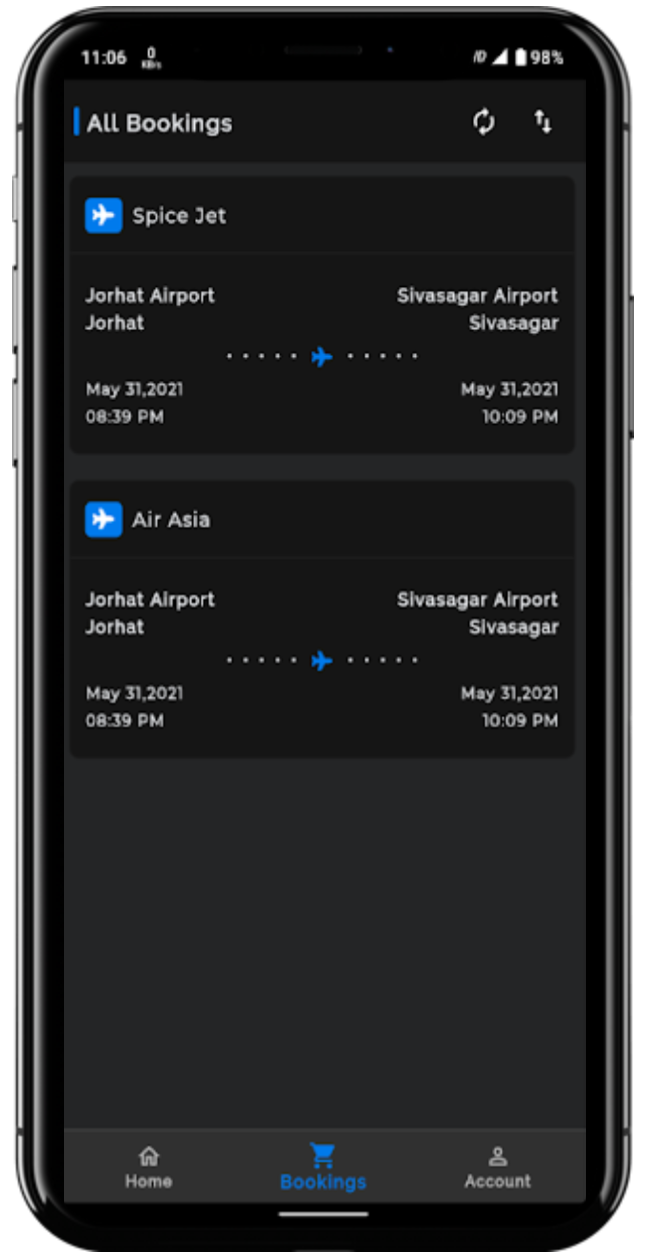 11:06 0 KB/s 98%
All Bookings
Spice Jet
Jorhat Airport Sivasagar Airport
Jorhat Sivasagar
May 31,2021 May 31,2021
08:39 PM 10:09 PM
Air Asia
Jorhat Airport Sivasagar Airport
Jorhat Sivasagar
May 31,2021 May 31,2021
08:39 PM 10:09 PM
Home Bookings Account